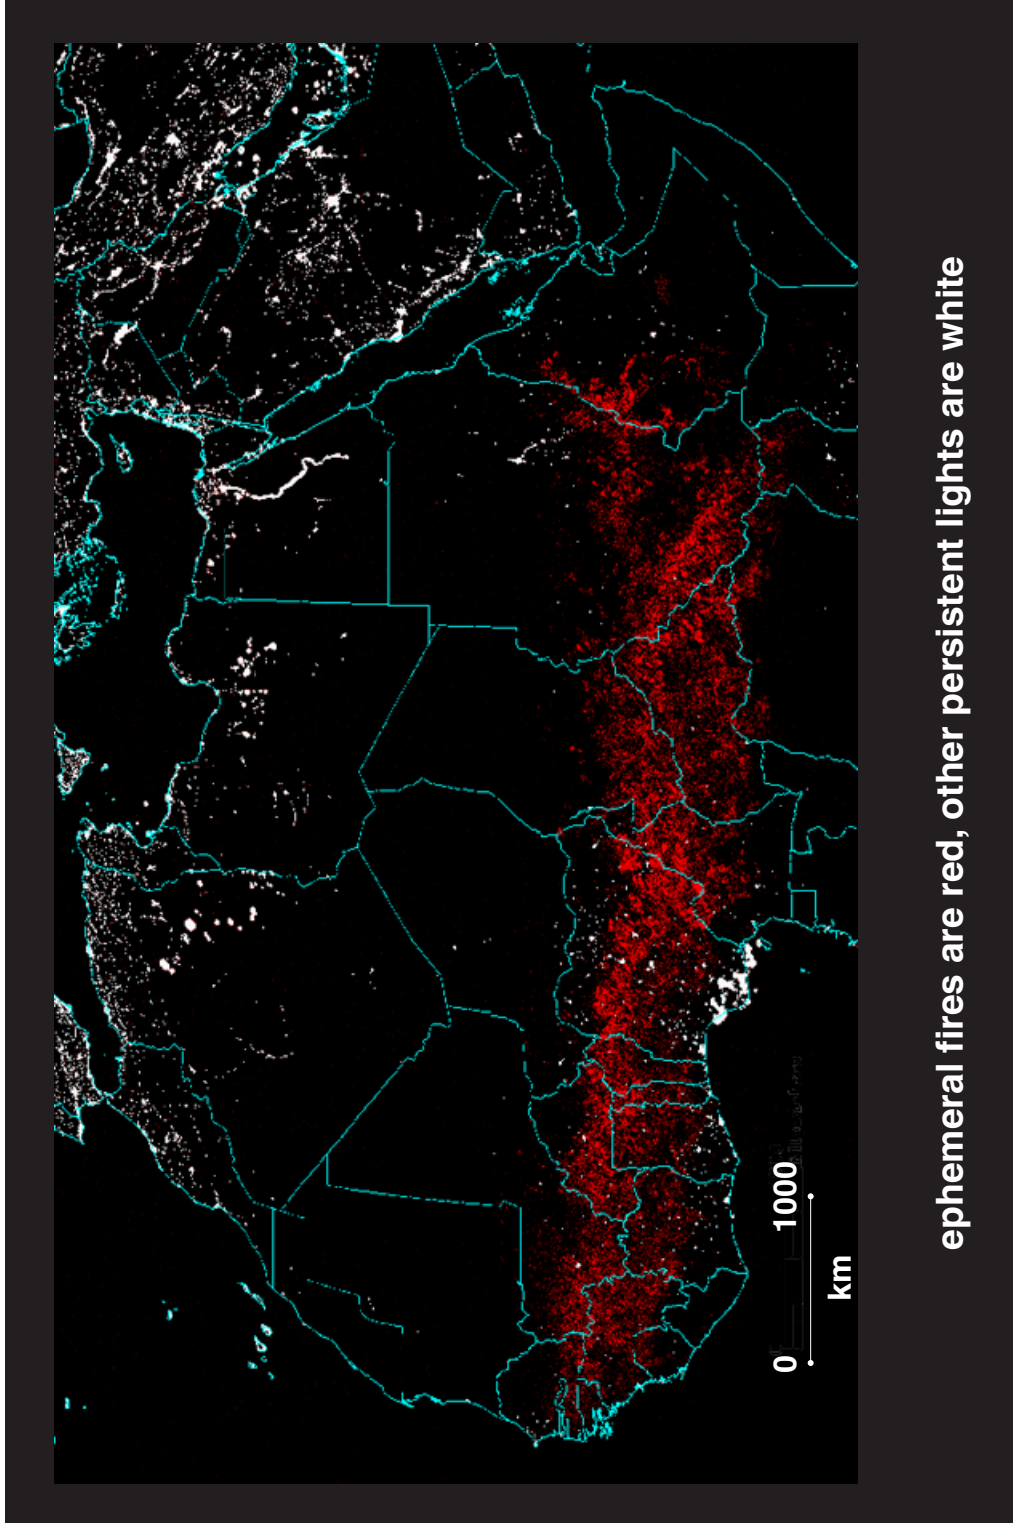 0 1000
km
ephemeral fires are red, other persistent lights are white